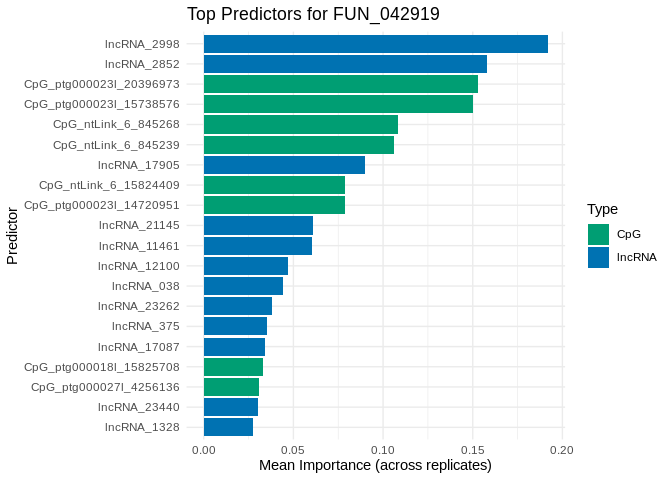 Top Predictors for FUN_042919
Predictor
lncRNA_2998
lncRNA_2852
CpG_ptg000023l_20396973
CpG_ptg000023l_15738576
CpG_ntLink_6_845268
CpG_ntLink_6_845239
lncRNA_17905
CpG_ntLink_6_15824409
CpG_ptg000023l_14720951
lncRNA_21145
lncRNA_11461
lncRNA_12100
lncRNA_038
lncRNA_23262
lncRNA_375
lncRNA_17087
CpG_ptg000018l_15825708
CpG_ptg000027l_4256136
lncRNA_23440
lncRNA_1328
0.00 0.05 0.10 0.15 0.20
Mean Importance (across replicates)
Type
CpG
lncRNA